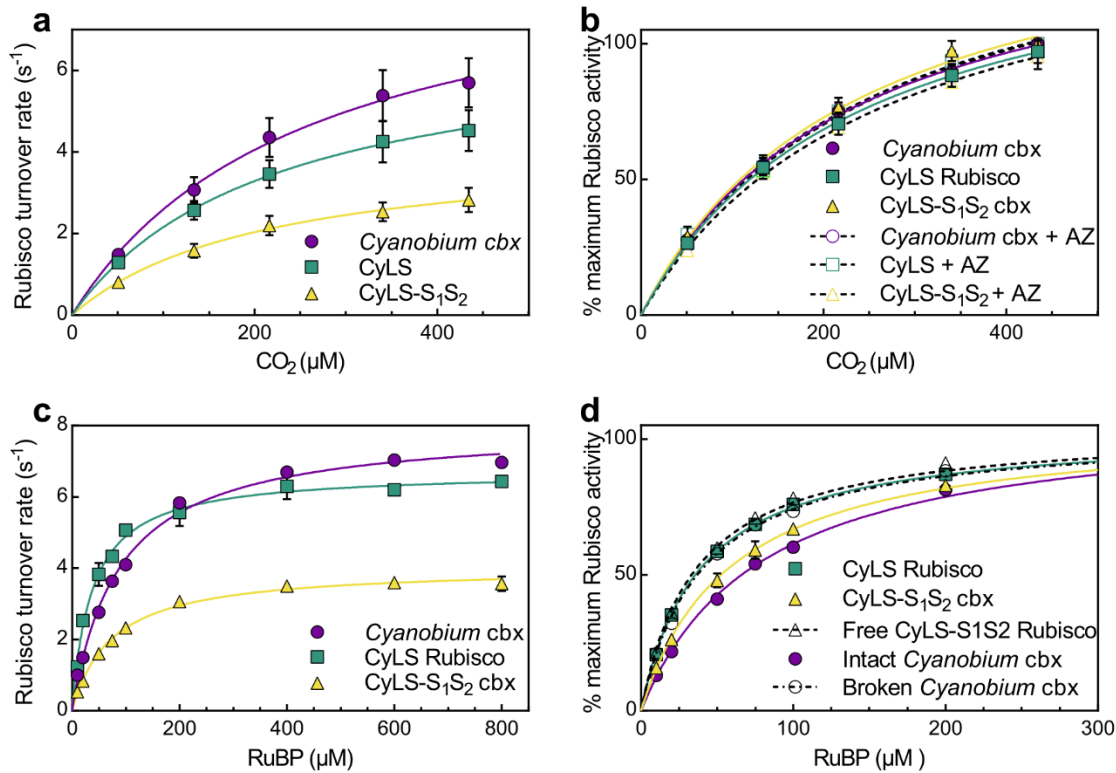 a
Rubisco turnover rate (s⁻¹)
6
4
2
0
0
200
400
CO₂ (µM)
Cyanobium cbx
CyLS
CyLS-S₁S₂
b
% maximum Rubisco activity
100
50
0
0
200
400
CO₂ (µM)
Cyanobium cbx
CyLS Rubisco
CyLS-S₁S₂ cbx
Cyanobium cbx + AZ
CyLS + AZ
CyLS-S₁S₂ + AZ
c
Rubisco turnover rate (s⁻¹)
8
6
4
2
0
0
200
400
600
800
RuBP (µM)
Cyanobium cbx
CyLS Rubisco
CyLS-S₁S₂ cbx
d
% maximum Rubisco activity
100
50
0
0
100
200
300
RuBP (µM )
CyLS Rubisco
CyLS-S₁S₂ cbx
Free CyLS-S1S2 Rubisco
Intact Cyanobium cbx
Broken Cyanobium cbx